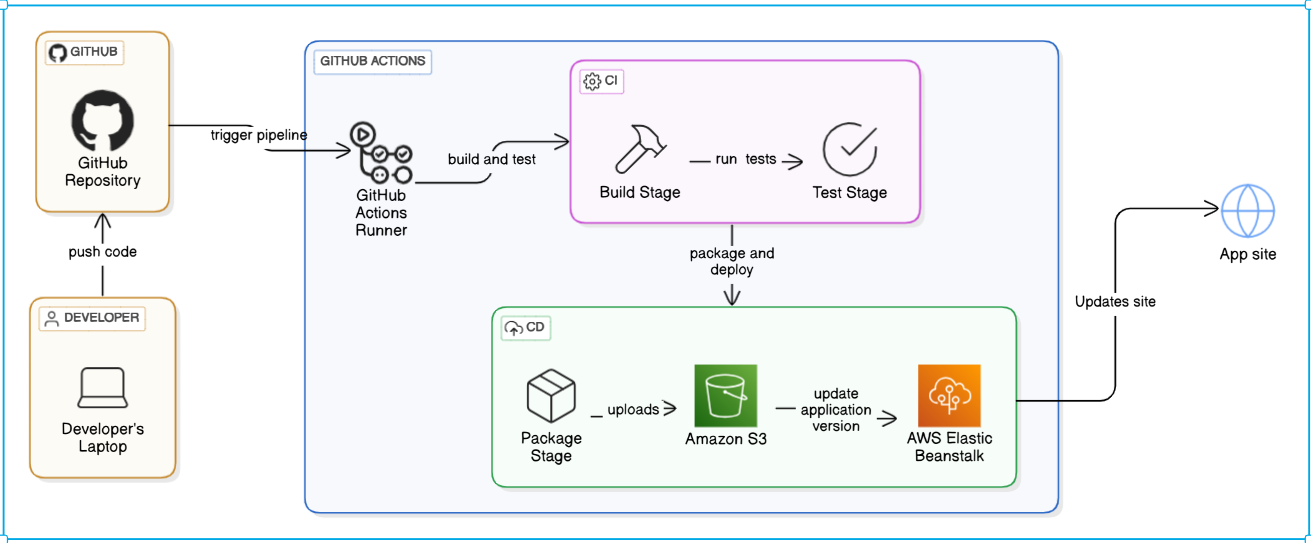 GITHUB
GitHub
Repository
push code
DEVELOPER
Developer's
Laptop
trigger pipeline
GITHUB ACTIONS
GitHub
Actions
Runner
build and test
CI
Build Stage
run tests
Test Stage
package and
deploy
CD
Package
Stage
uploads
Amazon S3
update
application
version
AWS Elastic
Beanstalk
Updates site
App site